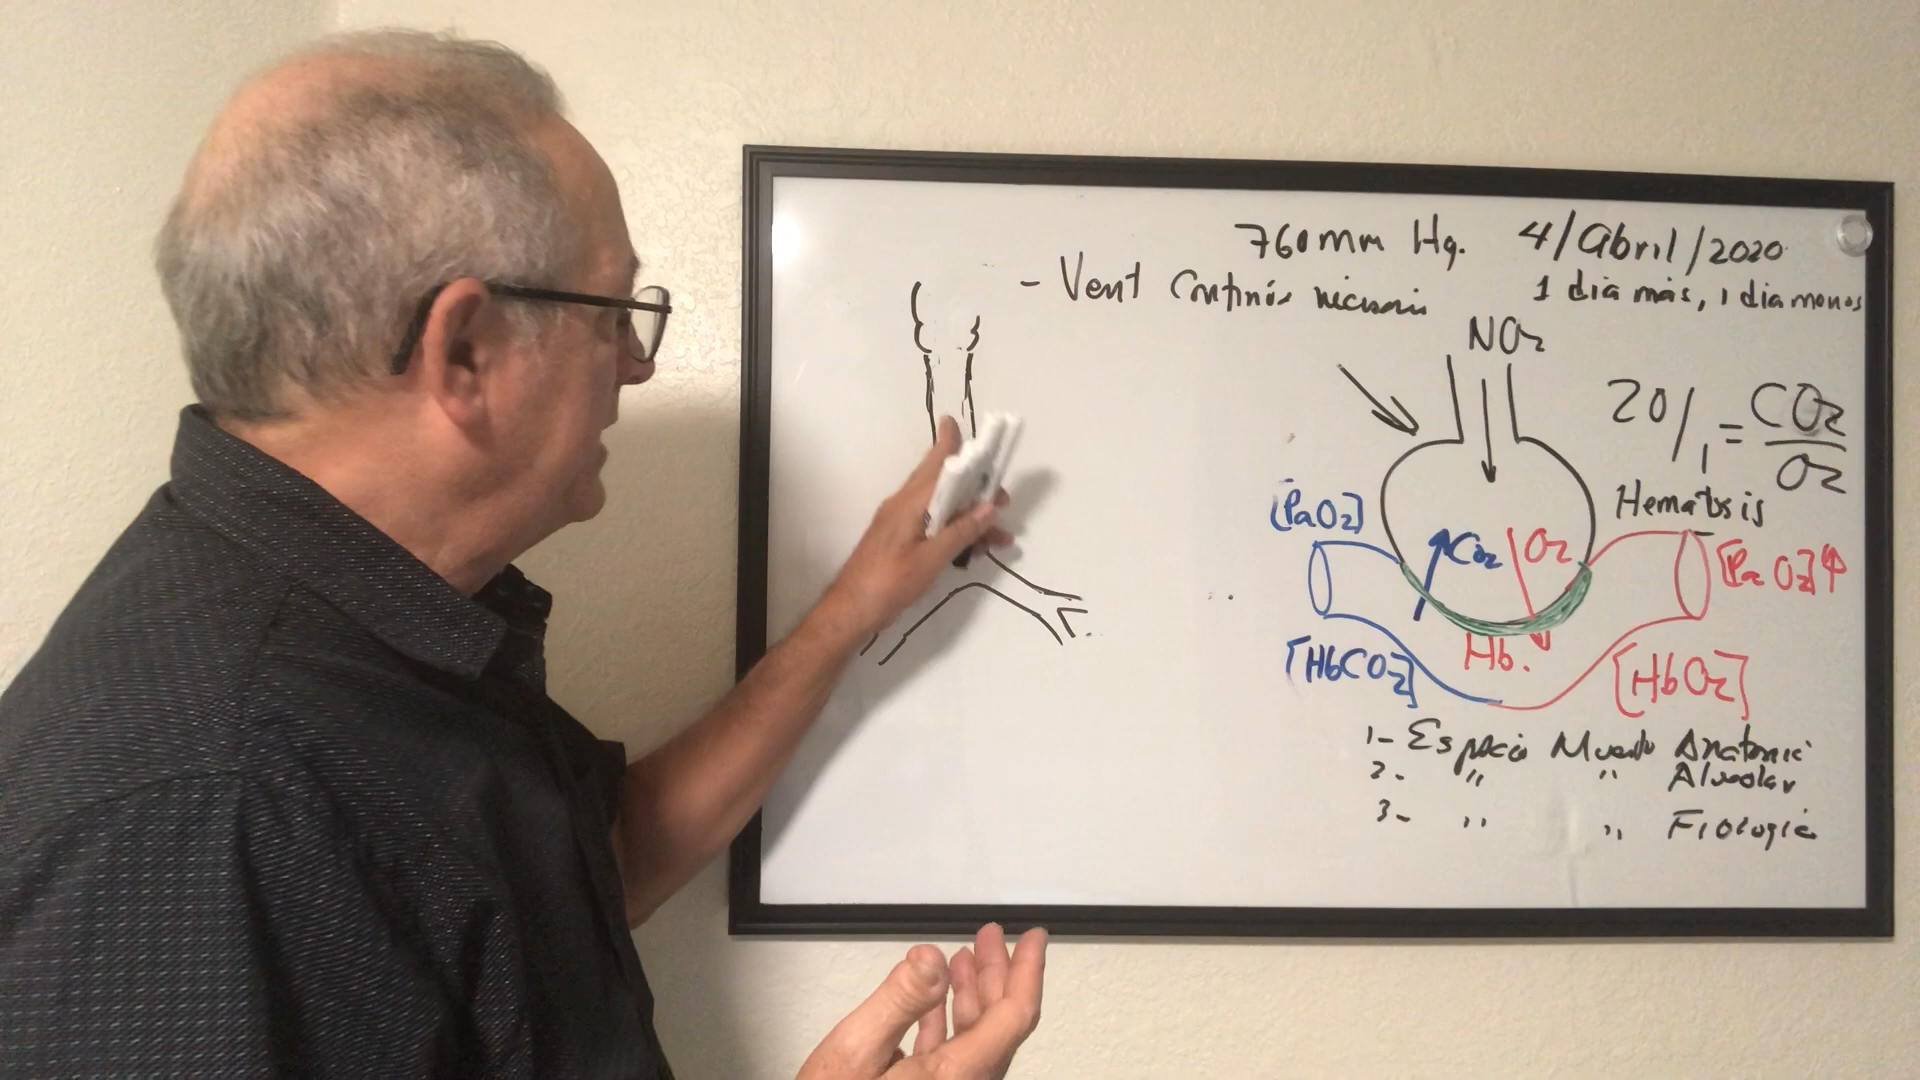 760mm Hg. 4/Abril/2020
1 dia más, 1 dia menos
- Vent
NO2
20/1 = CO2/O2
Hematosis
[PaO2]
CO2 O2
[PaO2]
Hb.
[HbCO2]
[HbO2]
1- Espacio Muerto Anatomic
2. " " Alveolar
3- " "